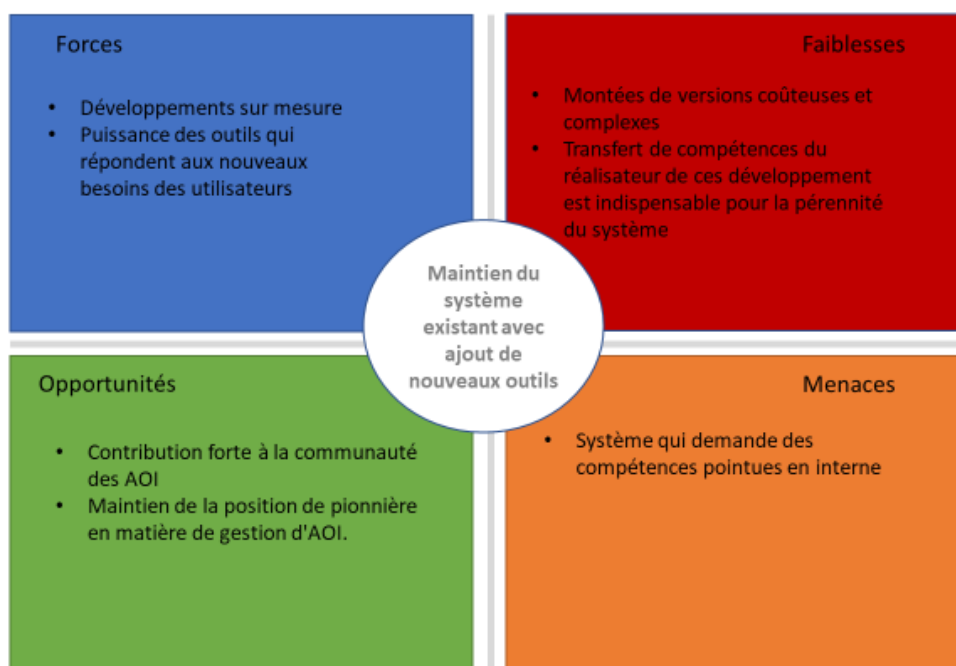 Forces
• Développements sur mesure
• Puissance des outils qui
répondent aux nouveaux
besoins des utilisateurs
Faiblesses
• Montées de versions coûteuses et
complexes
• Transfert de compétences du
réalisateur de ces développement
est indispensable pour la pérennité
du système
Maintien du
système
existant avec
ajout de
nouveaux outils
Opportunités
• Contribution forte à la communauté
des AOI
• Maintien de la position de pionnière
en matière de gestion d'AOI.
Menaces
• Système qui demande des
compétences pointues en interne